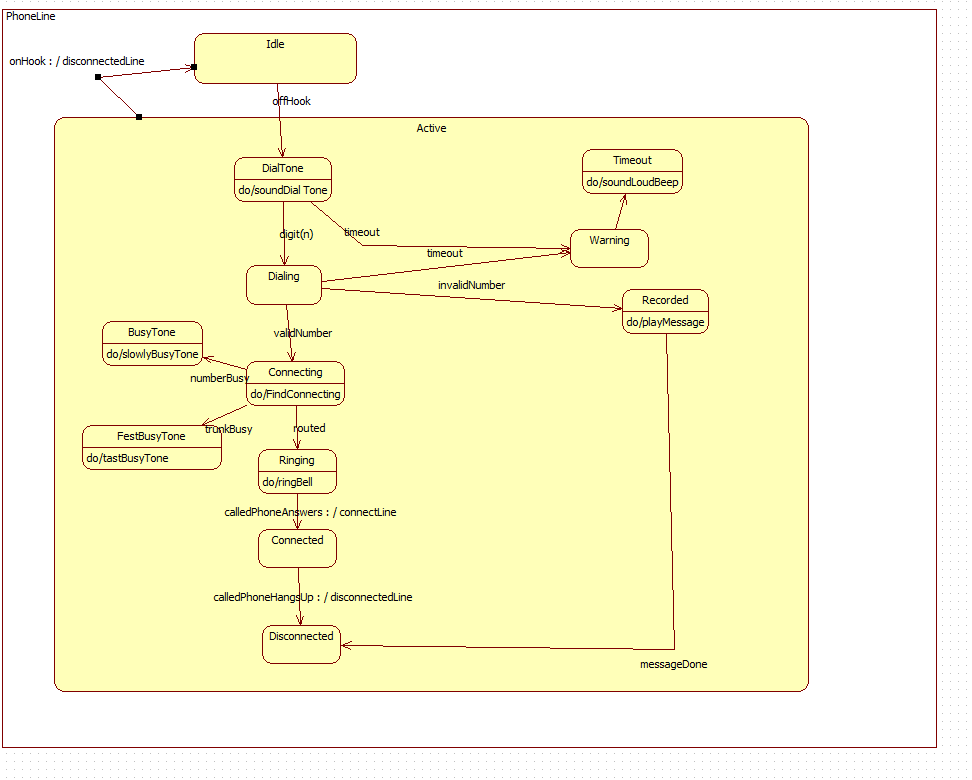 PhoneLine
Idle
onHook : / disconnectedLine
offHook
Active
DialTone
do/soundDial Tone
Timeout
do/soundLoudBeep
digit(n)
timeout
Warning
timeout
Dialing
invalidNumber
Recorded
do/playMessage
validNumber
BusyTone
do/slowlyBusyTone
Connecting
do/FindConnecting
numberBusy
trunkBusy
routed
FestBusyTone
do/tastBusyTone
Ringing
do/ringBell
calledPhoneAnswers : / connectLine
Connected
calledPhoneHangsUp : / disconnectedLine
Disconnected
messageDone